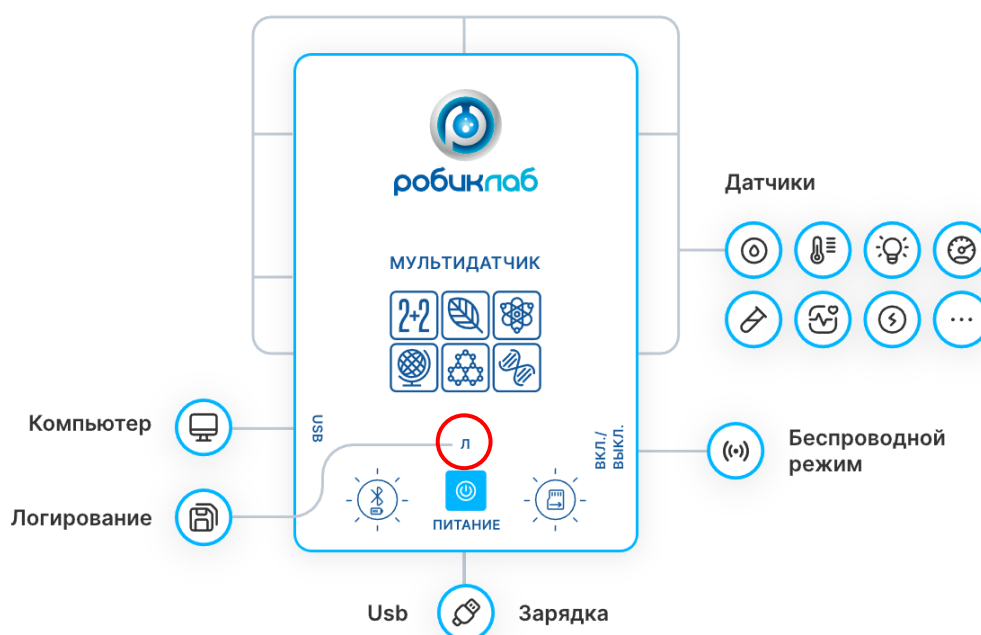 робиклаб
Датчики
МУЛЬТИДАТЧИК
2+2
Компьютер
USB
Л
ВКЛ./
ВЫКЛ.
Беспроводной
режим
Логирование
ПИТАНИЕ
Usb
Зарядка